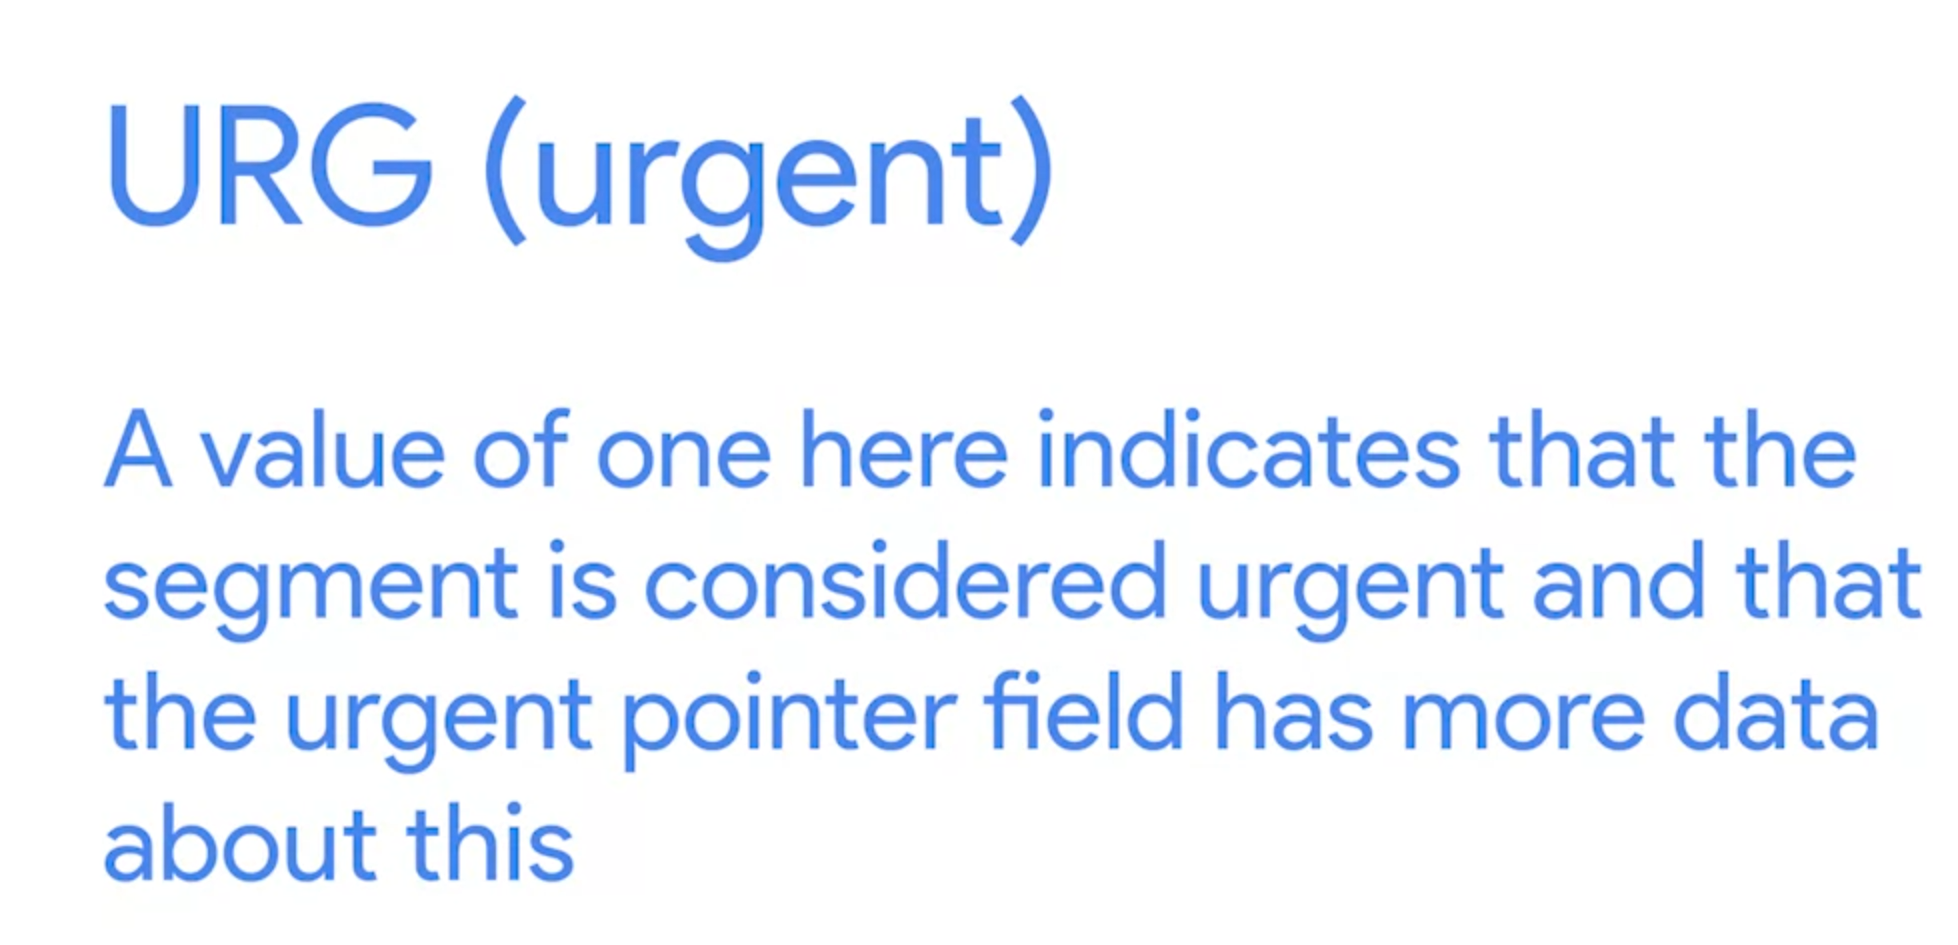 URG (urgent)
A value of one here indicates that the
segment is considered urgent and that
the urgent pointer field has more data
about this